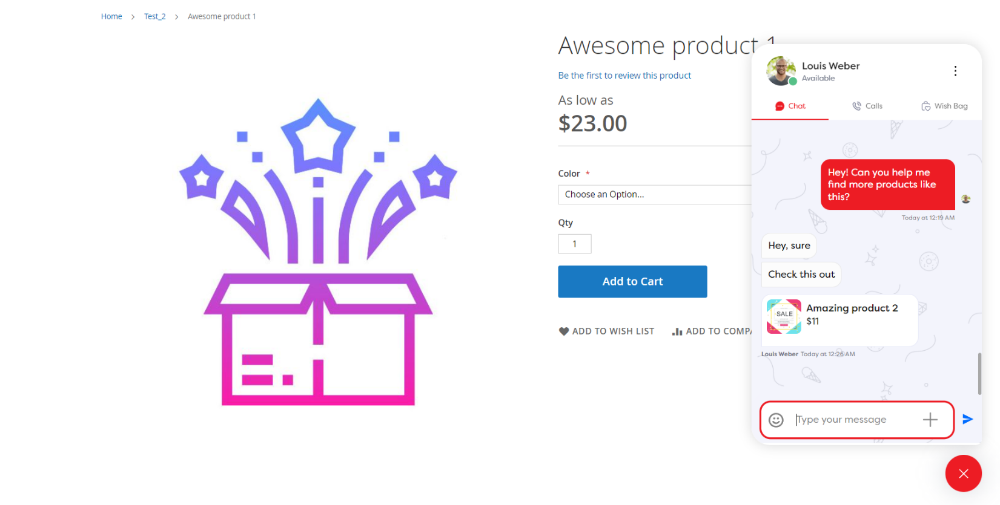 Home > Test_2 > Awesome product 1
Awesome product 1
Be the first to review this product
As low as
$23.00
Color *
Choose an Option...
Qty
1
Add to Cart
ADD TO WISH LIST
ADD TO COMPA
Louis Weber
Available
Chat
Calls
Wish Bag
Hey! Can you help me
find more products like
this?
Today at 12:19 AM
Hey, sure
Check this out
SALE
Amazing product 2
$11
Louis Weber Today at 12:26 AM
Type your message